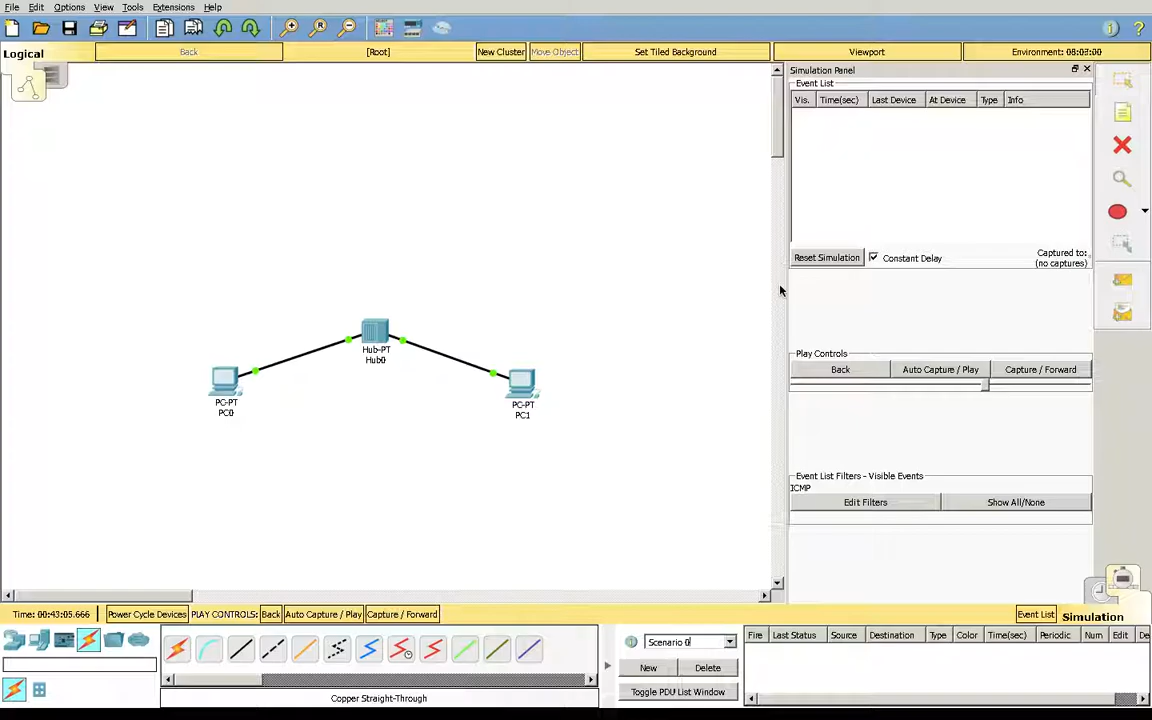 File Edit Options View Tools Extensions Help
Logical Back [Root] New Cluster Move Object Set Tiled Background Viewport Environment: 08:03:00
Simulation Panel
Event List
Vis. Time(sec) Last Device At Device Type Info
Reset Simulation Constant Delay
Captured to:
(no captures)
Hub-PT
Hub0
Play Controls
Back Auto Capture / Play Capture / Forward
PC-PT
PC0
PC-PT
PC1
Event List Filters - Visible Events
ICMP
Edit Filters Show All/None
Time: 00:43:05.666 Power Cycle Devices PLAY CONTROLS: Back Auto Capture / Play Capture / Forward Event List Simulation
Scenario 0
Fire Last Status Source Destination Type Color Time(sec) Periodic Num Edit De
New Delete
Toggle PDU List Window
Copper Straight-Through